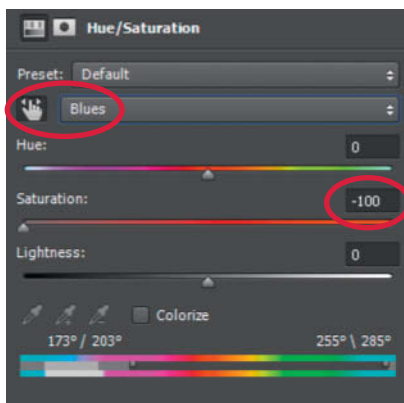 Hue/Saturation
Preset: Default
Blues
Hue: 0
Saturation: -100
Lightness: 0
Colorize
173° / 203° 255° \ 285°